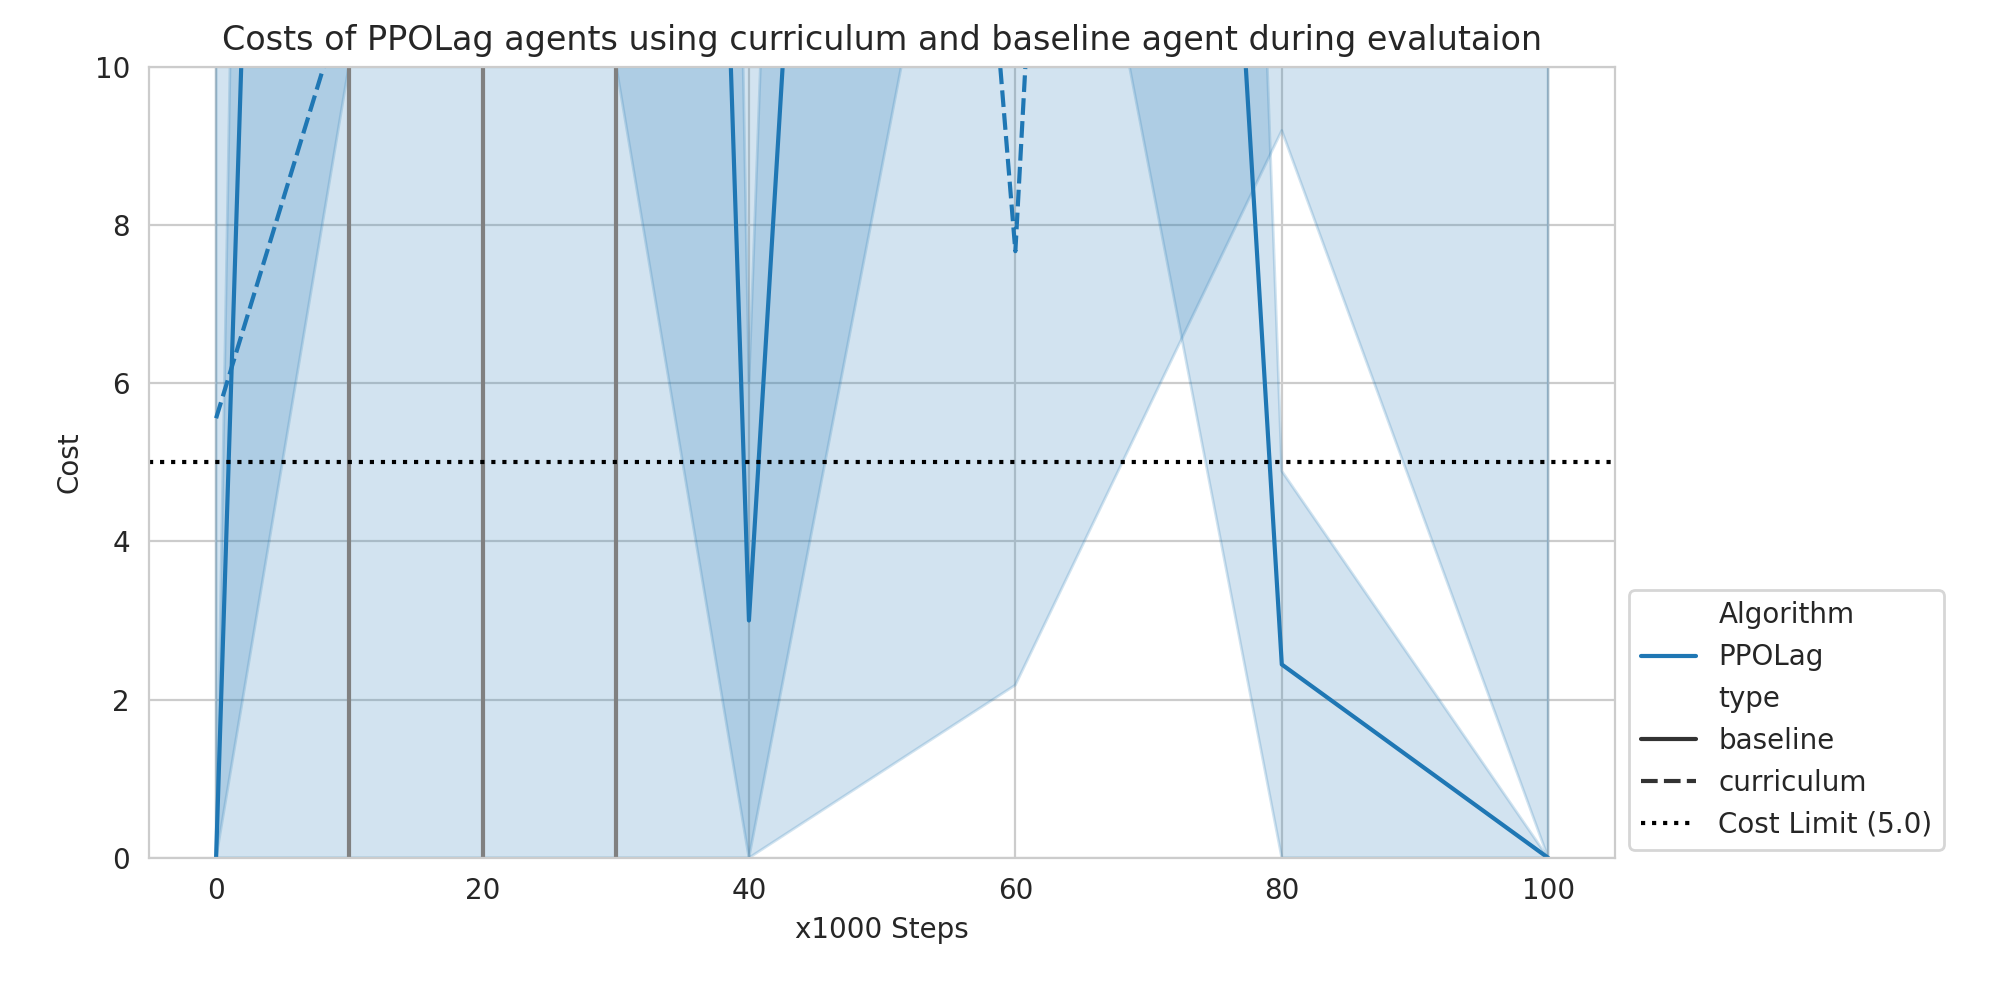 Costs of PPOLag agents using curriculum and baseline agent during evalutaion
10
8
6
4
2
0
Cost
0 20 40 60 80 100
x1000 Steps
Algorithm
PPOLag
type
baseline
curriculum
Cost Limit (5.0)